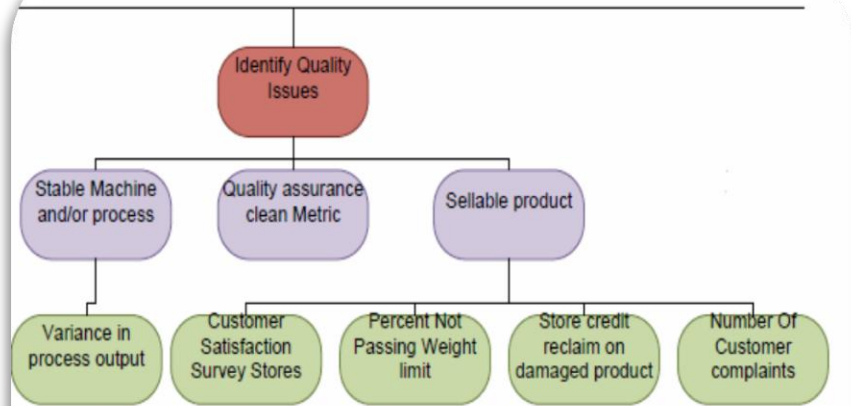 Identify Quality
Issues
Stable Machine
and/or process
Quality assurance
clean Metric
Sellable product
Variance in
process output
Customer
Satisfaction
Survey Stores
Percent Not
Passing Weight
limit
Store credit
reclaim on
damaged product
Number Of
Customer
complaints